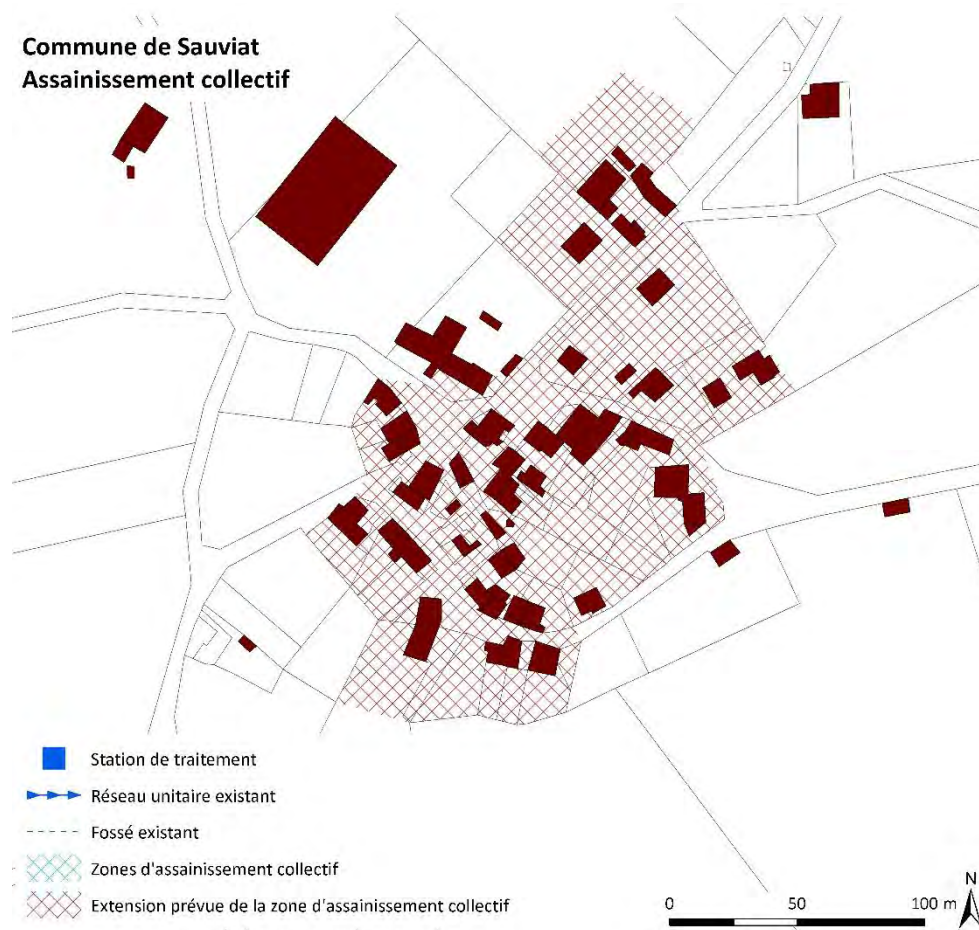 Commune de Sauviat
Assainissement collectif
Station de traitement
Réseau unitaire existant
Fossé existant
Zones d'assainissement collectif
Extension prévue de la zone d'assainissement collectif
0 50 100 m
N